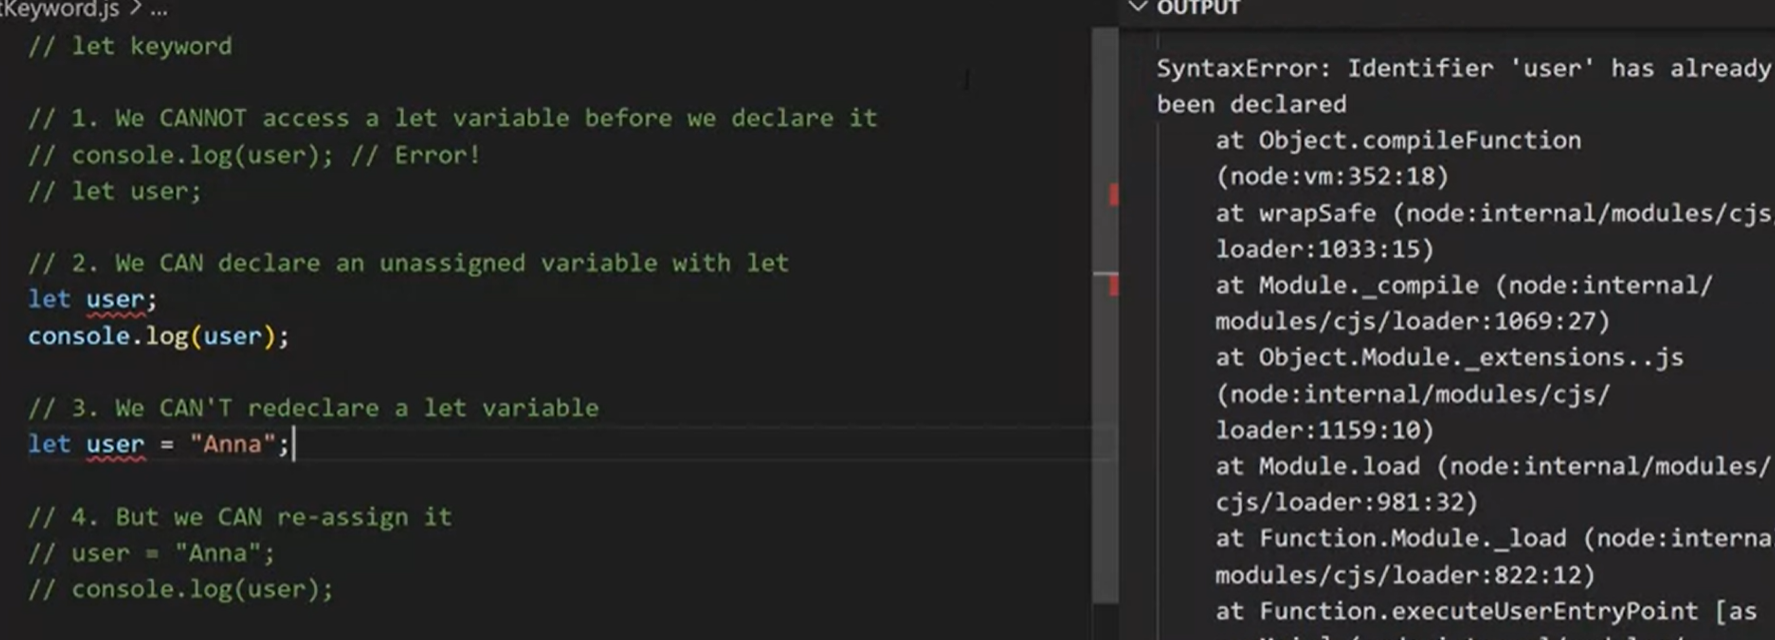 tKeyword.js > ...
// let keyword
// 1. We CANNOT access a let variable before we declare it
// console.log(user); // Error!
// let user;
// 2. We CAN declare an unassigned variable with let
let user;
console.log(user);
// 3. We CAN'T redeclare a let variable
let user = "Anna";
// 4. But we CAN re-assign it
// user = "Anna";
// console.log(user);
OUTPUT
SyntaxError: Identifier 'user' has already
been declared
at Object.compileFunction
(node:vm:352:18)
at wrapSafe (node:internal/modules/cjs/
loader:1033:15)
at Module._compile (node:internal/
modules/cjs/loader:1069:27)
at Object.Module._extensions..js
(node:internal/modules/cjs/
loader:1159:10)
at Module.load (node:internal/modules/
cjs/loader:981:32)
at Function.Module._load (node:interna
modules/cjs/loader:822:12)
at Function.executeUserEntryPoint [as